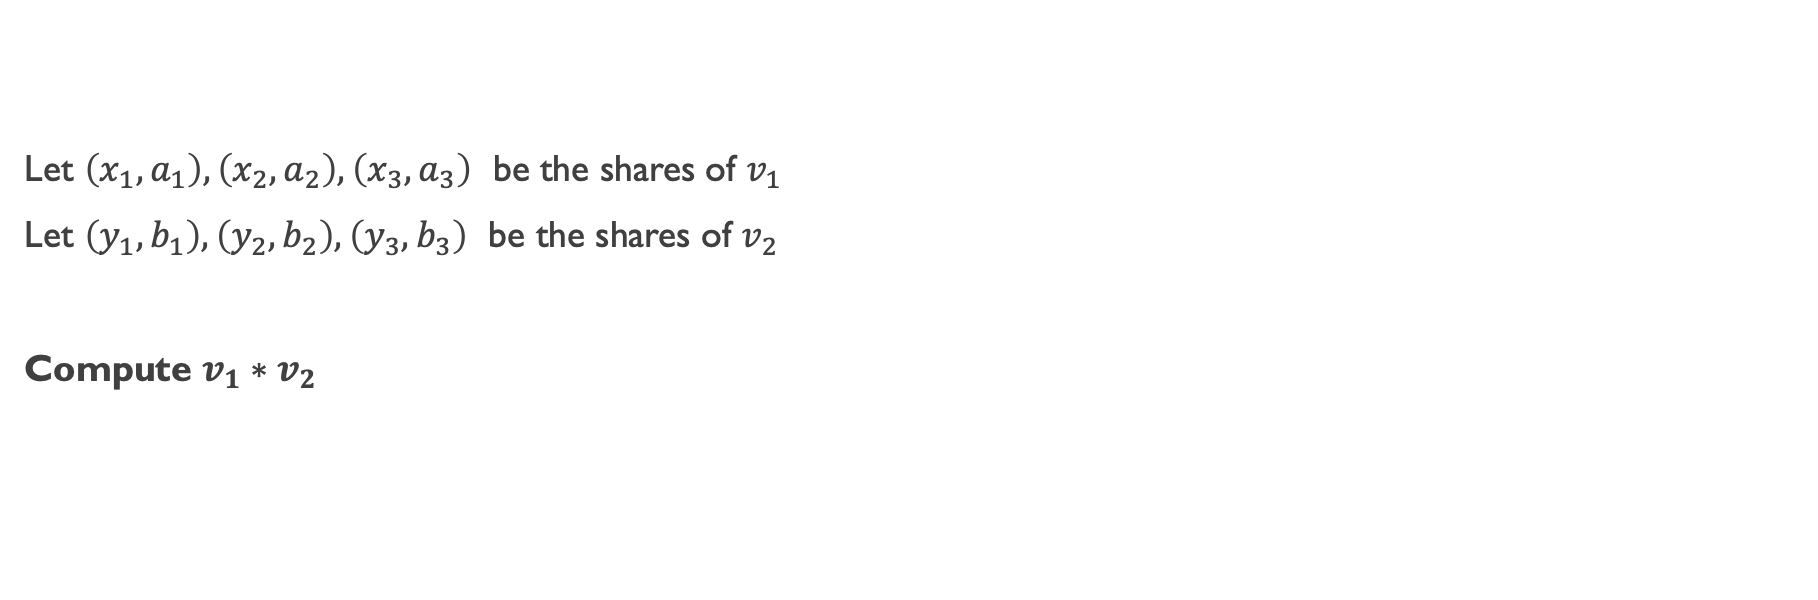 Let (x₁, a₁), (x₂, a₂), (x₃, a₃) be the shares of v₁
Let (y₁, b₁), (y₂, b₂), (y₃, b₃) be the shares of v₂
Compute v₁ * v₂